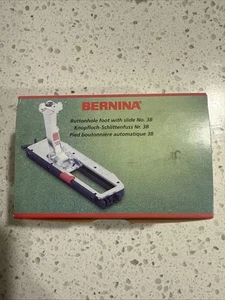 BERNINA
Buttonhole foot with slide No. 3B
Knopfloch-Schlittenfuss Nr. 3B
Pied boutonnière automatique 3B